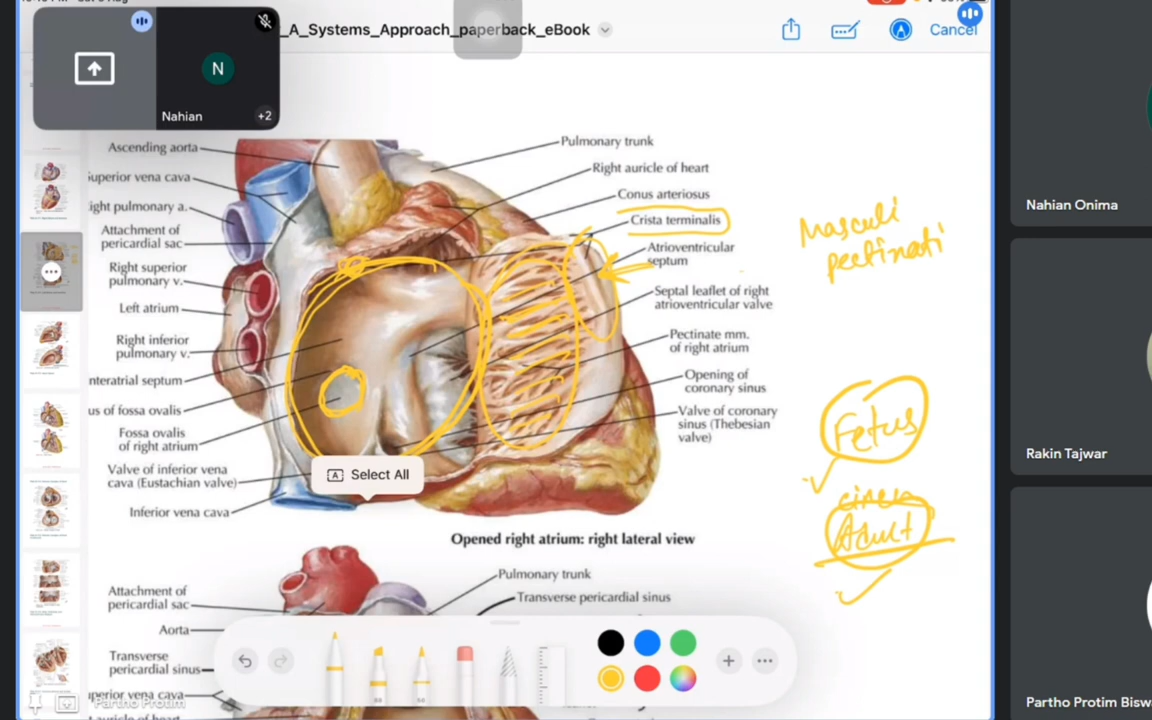 _A_Systems_Approach_paperback_eBook
Cancel
N
Nahian
+2
Nahian Onima
Rakin Tajwar
Partho Protim Bisw
Ascending aorta
Superior vena cava
ight pulmonary a.
Attachment of
pericardial sac
Right superior
pulmonary v.
Left atrium
Right inferior
pulmonary v.
nteratrial septum
us of fossa ovalis
Fossa ovalis
of right atrium
Valve of inferior vena
cava (Eustachian valve)
Inferior vena cava
Pulmonary trunk
Right auricle of heart
Conus arteriosus
Crista terminalis
Atrioventricular
septum
Septal leaflet of right
atrioventricular valve
Pectinate mm.
of right atrium
Opening of
coronary sinus
Valve of coronary
sinus (Thebesian
valve)
Masculi
pectinati
Fetus
Adult
A Select All
Opened right atrium: right lateral view
Attachment of
pericardial sac
Aorta
Transverse
pericardial sinus
uperior vena cava
Pulmonary trunk
Transverse pericardial sinus
Partho Protim